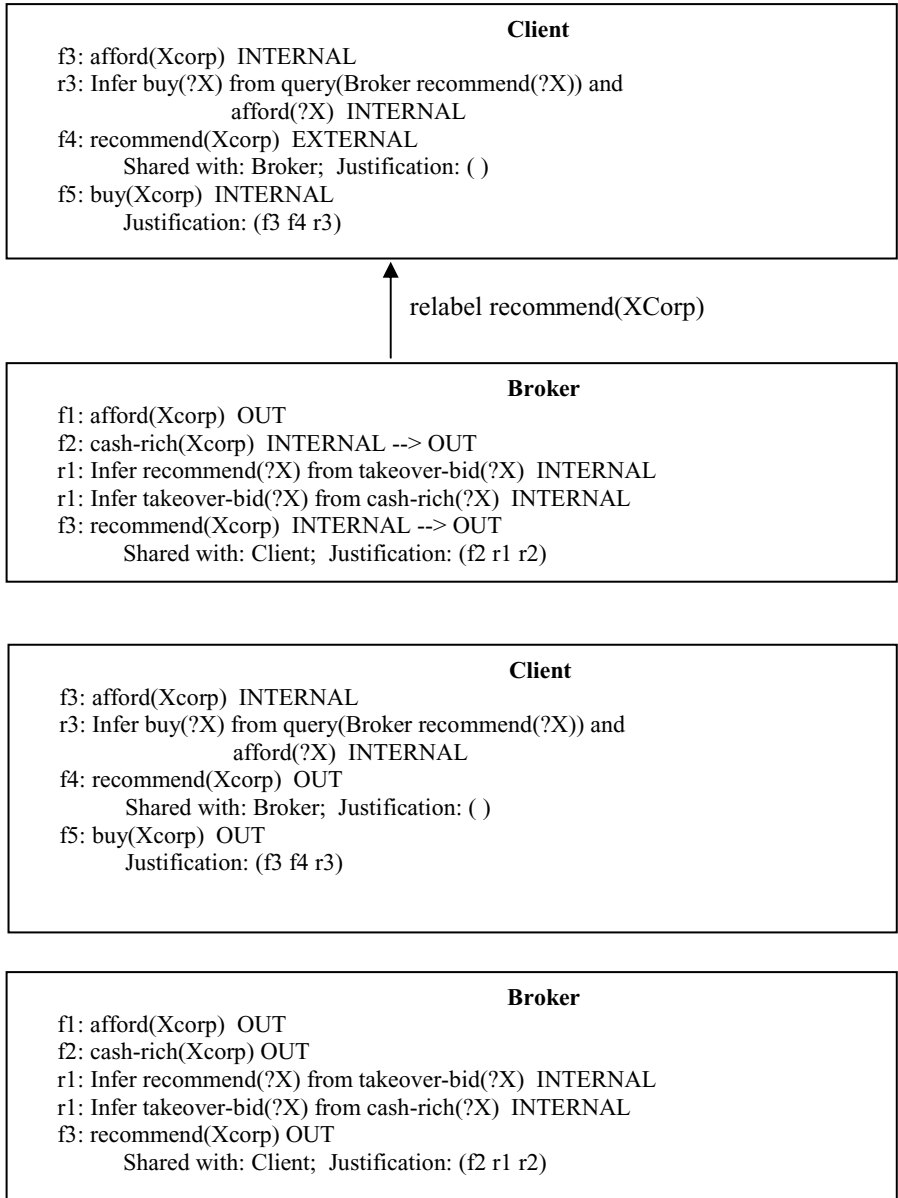 Client
f3: afford(Xcorp) INTERNAL
r3: Infer buy(?X) from query(Broker recommend(?X)) and
afford(?X) INTERNAL
f4: recommend(Xcorp) EXTERNAL
Shared with: Broker; Justification: ( )
f5: buy(Xcorp) INTERNAL
Justification: (f3 f4 r3)
relabel recommend(XCorp)
Broker
f1: afford(Xcorp) OUT
f2: cash-rich(Xcorp) INTERNAL --> OUT
r1: Infer recommend(?X) from takeover-bid(?X) INTERNAL
r1: Infer takeover-bid(?X) from cash-rich(?X) INTERNAL
f3: recommend(Xcorp) INTERNAL --> OUT
Shared with: Client; Justification: (f2 r1 r2)
Client
f3: afford(Xcorp) INTERNAL
r3: Infer buy(?X) from query(Broker recommend(?X)) and
afford(?X) INTERNAL
f4: recommend(Xcorp) OUT
Shared with: Broker; Justification: ( )
f5: buy(Xcorp) OUT
Justification: (f3 f4 r3)
Broker
f1: afford(Xcorp) OUT
f2: cash-rich(Xcorp) OUT
r1: Infer recommend(?X) from takeover-bid(?X) INTERNAL
r1: Infer takeover-bid(?X) from cash-rich(?X) INTERNAL
f3: recommend(Xcorp) OUT
Shared with: Client; Justification: (f2 r1 r2)